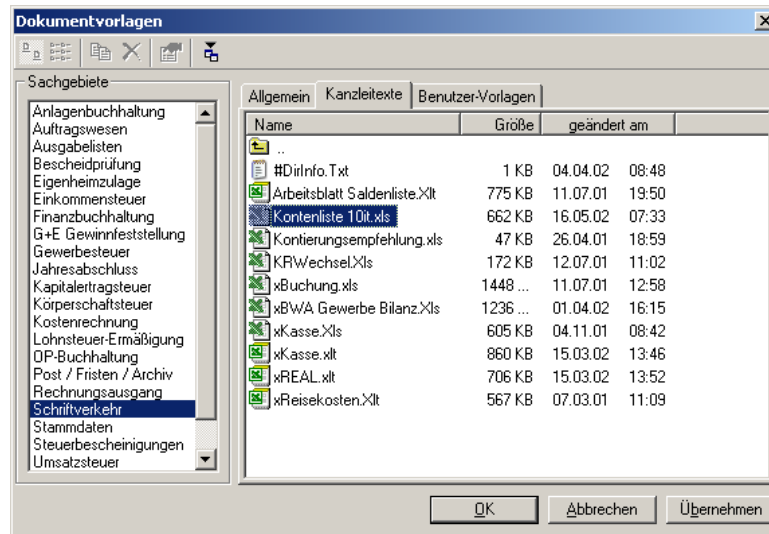 Dokumentvorlagen
Sachgebiete
Anlagenbuchhaltung
Auftragswesen
Ausgabelisten
Bescheidprüfung
Eigenheimzulage
Einkommensteuer
Finanzbuchhaltung
G+E Gewinnfeststellung
Gewerbesteuer
Jahresabschluss
Kapitalertragsteuer
Körperschaftsteuer
Kostenrechnung
Lohnsteuer-Ermäßigung
OP-Buchhaltung
Post / Fristen / Archiv
Rechnungsausgang
Schriftverkehr
Stammdaten
Steuerbescheinigungen
Umsatzsteuer
Allgemein Kanzleitexte Benutzer-Vorlagen
Name Größe geändert am
..
#DirInfo.Txt 1 KB 04.04.02 08:48
Arbeitsblatt Saldenliste.Xlt 775 KB 11.07.01 19:50
Kontenliste 10it.xls 662 KB 16.05.02 07:33
Kontierungsempfehlung.xls 47 KB 26.04.01 18:59
KRWechsel.Xls 172 KB 12.07.01 11:02
xBuchung.xls 1448 ... 11.07.01 12:58
xBWA Gewerbe Bilanz.Xls 1236 ... 01.04.02 16:15
xKasse.Xls 605 KB 04.11.01 08:42
xKasse.xlt 860 KB 15.03.02 13:46
xREAL.xlt 706 KB 15.03.02 13:52
xReisekosten.Xlt 567 KB 07.03.01 11:09
OK Abbrechen Übernehmen